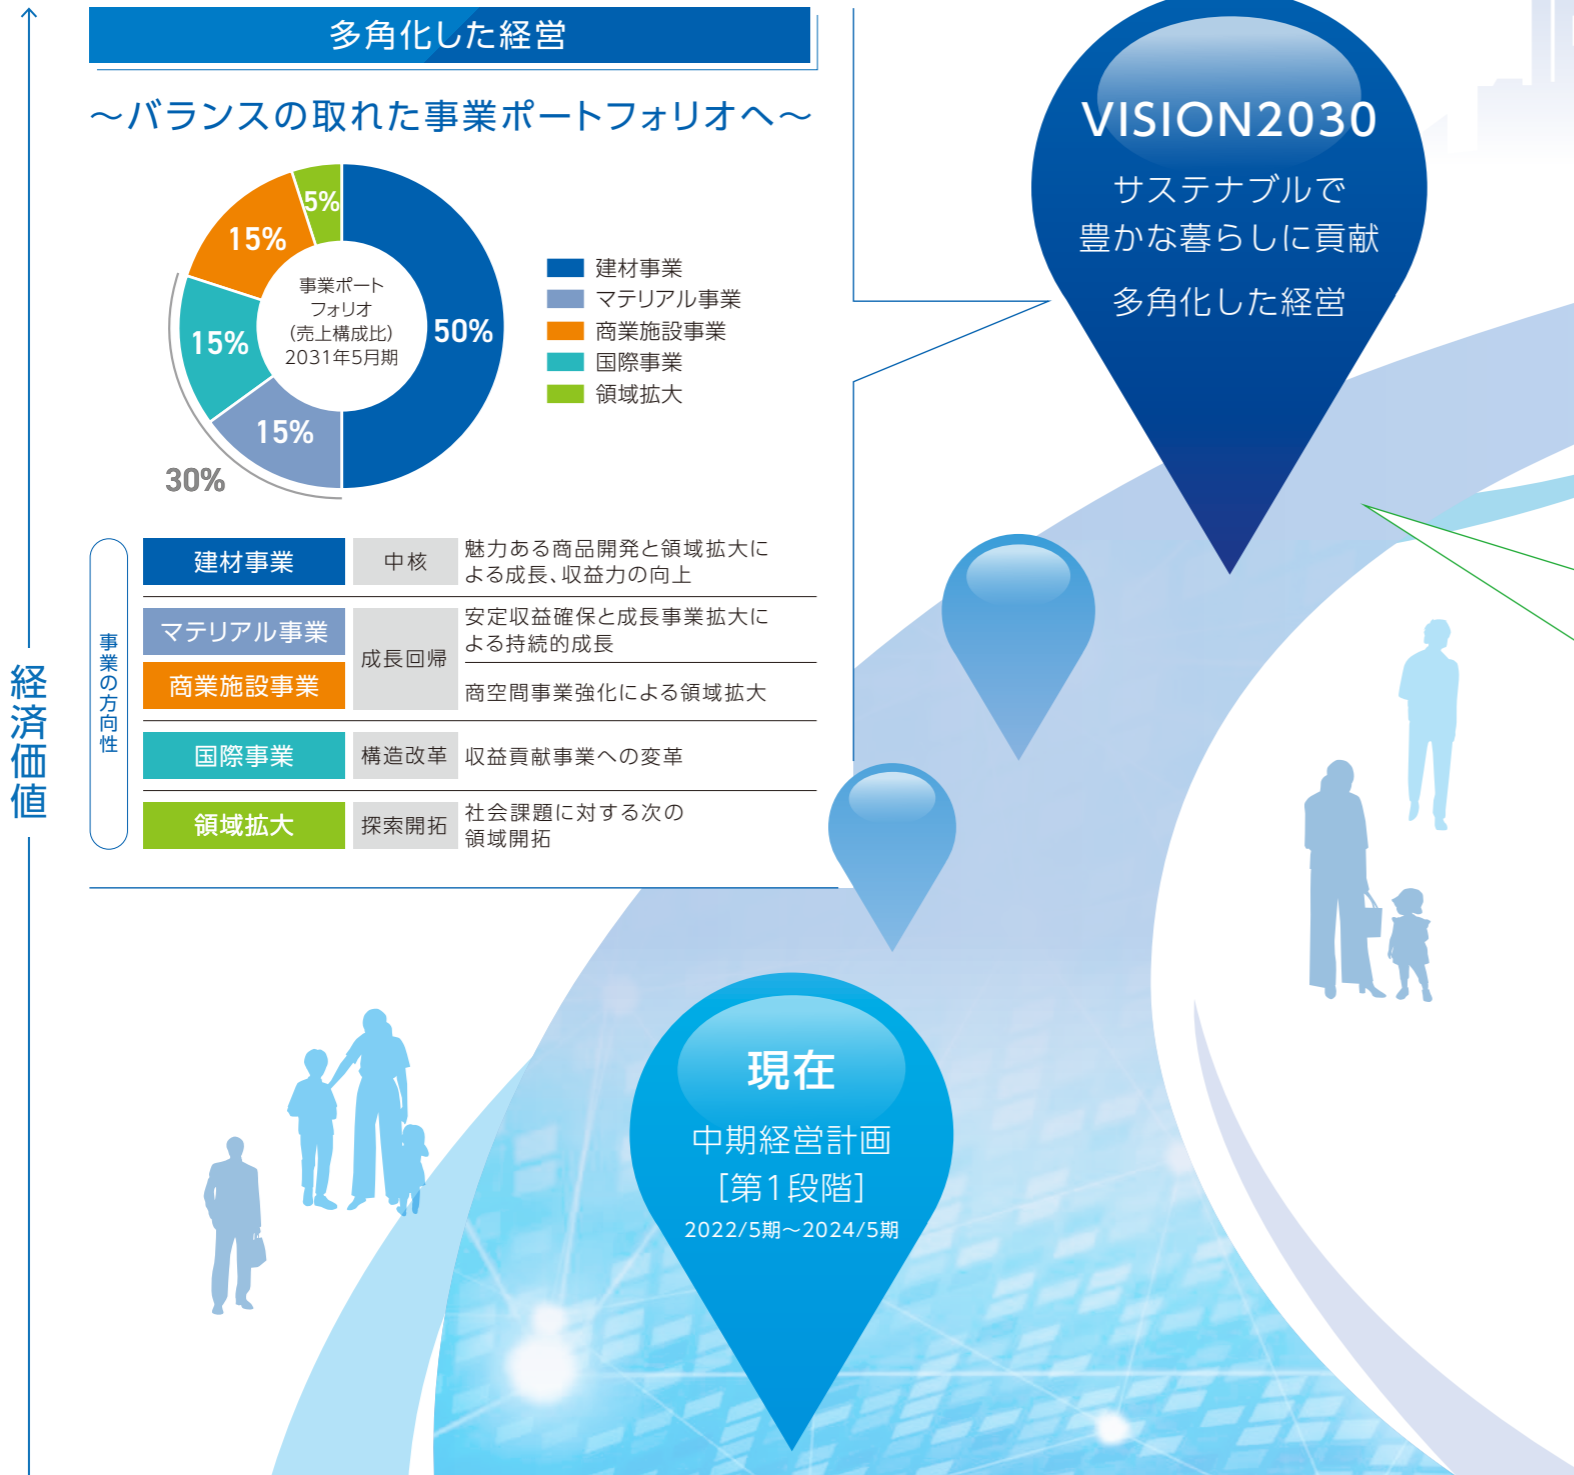 多角化した経営
～バランスの取れた事業ポートフォリオへ～
5%
15%
15%
15%
50%
30%
事業ポート
フォリオ
(売上構成比)
2031年5月期
建材事業
マテリアル事業
商業施設事業
国際事業
領域拡大
事業の方向性
建材事業
中核
魅力ある商品開発と領域拡大に
よる成長、収益力の向上
マテリアル事業
商業施設事業
成長回帰
安定収益確保と成長事業拡大に
よる持続的成長
商空間事業強化による領域拡大
国際事業
構造改革
収益貢献事業への変革
領域拡大
探索開拓
社会課題に対する次の
領域開拓
経済価値
VISION2030
サステナブルで
豊かな暮らしに貢献
多角化した経営
現在
中期経営計画
[第1段階]
2022/5期～2024/5期